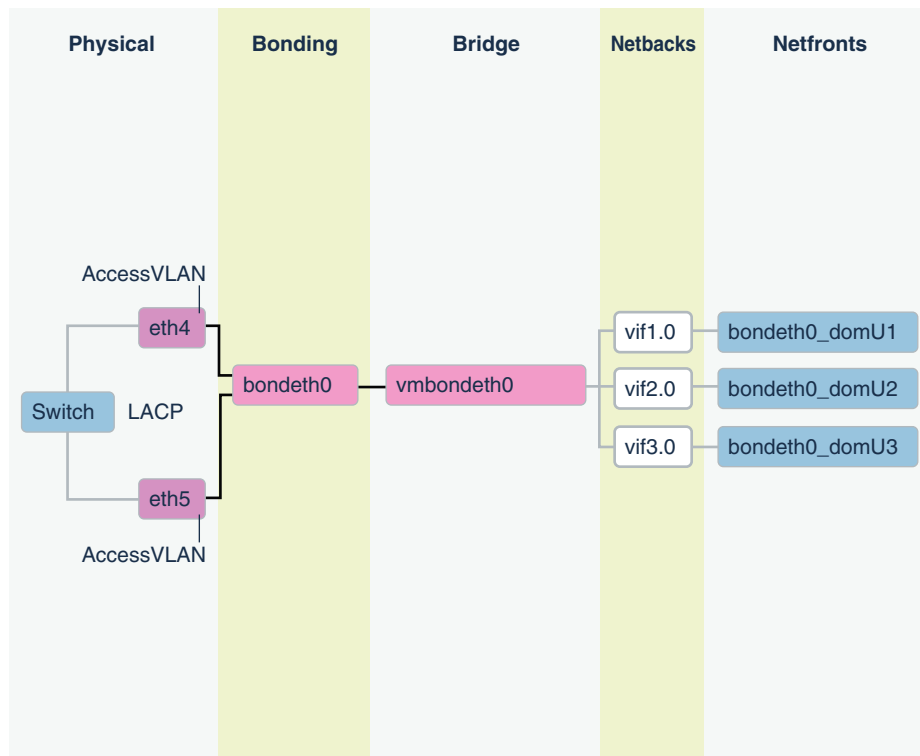 Physical
Bonding
Bridge
Netbacks
Netfronts
AccessVLAN
eth4
vif1.0
bondeth0_domU1
bondeth0
vmbondeth0
vif2.0
bondeth0_domU2
Switch
LACP
vif3.0
bondeth0_domU3
eth5
AccessVLAN